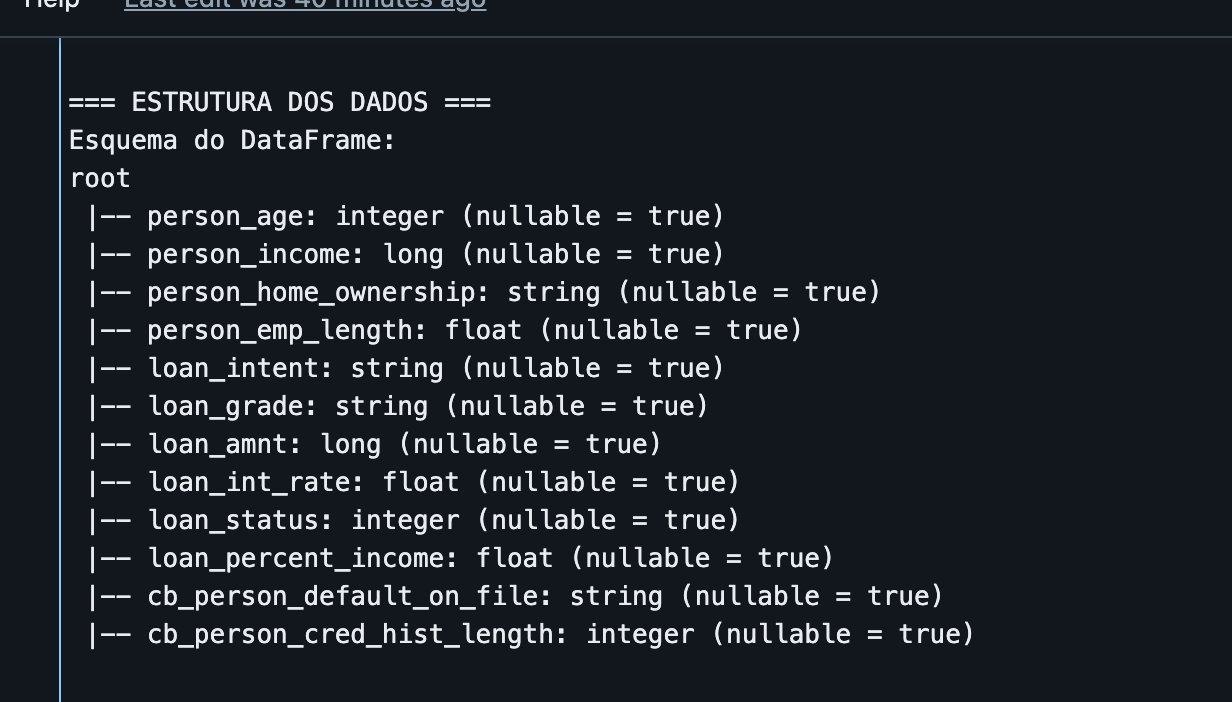 Help Last edit was 40 minutes ago
=== ESTRUTURA DOS DADOS ===
Esquema do DataFrame:
root
 |-- person_age: integer (nullable = true)
 |-- person_income: long (nullable = true)
 |-- person_home_ownership: string (nullable = true)
 |-- person_emp_length: float (nullable = true)
 |-- loan_intent: string (nullable = true)
 |-- loan_grade: string (nullable = true)
 |-- loan_amnt: long (nullable = true)
 |-- loan_int_rate: float (nullable = true)
 |-- loan_status: integer (nullable = true)
 |-- loan_percent_income: float (nullable = true)
 |-- cb_person_default_on_file: string (nullable = true)
 |-- cb_person_cred_hist_length: integer (nullable = true)